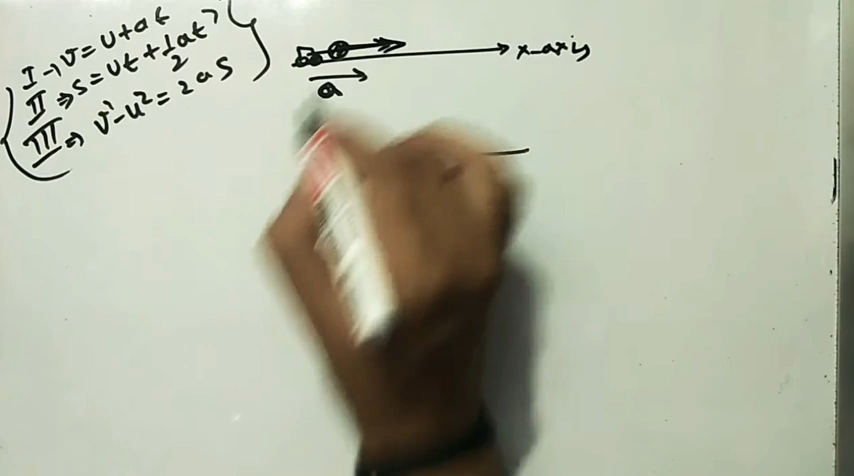 I → v = u + at
II ⇒ s = ut + 1/2 at²
III ⇒ v² - u² = 2as
x-axis
a